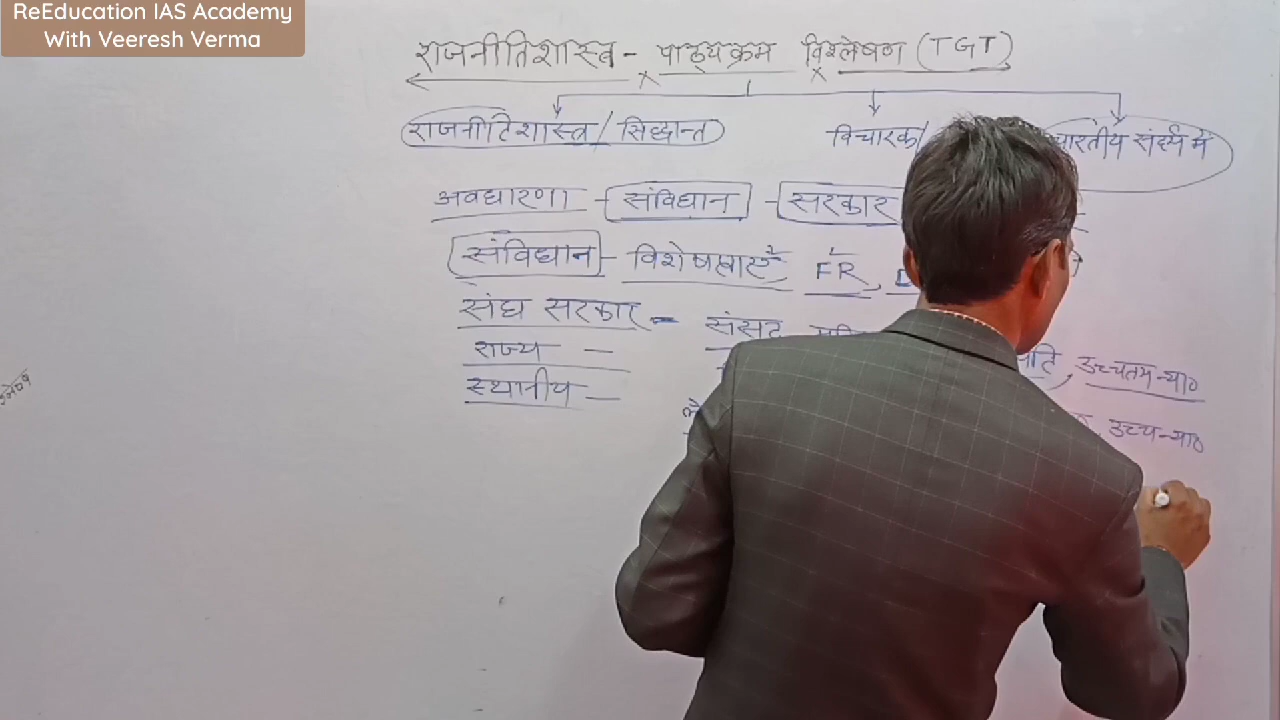 ReEducation IAS Academy
With Veeresh Verma
राजनीतिशास्त्र - पाठ्यक्रम विश्लेषण (TGT)
राजनीतिशास्त्र / सिद्धान्त विचारक/ भारतीय संदर्भ में
अवधारणा - संविधान - सरकार
संविधान - विशेषताएँ, FR,
संघ सरकार = संसद
उच्चतम न्या०
राज्य -
स्थानीय -
उच्च न्या०